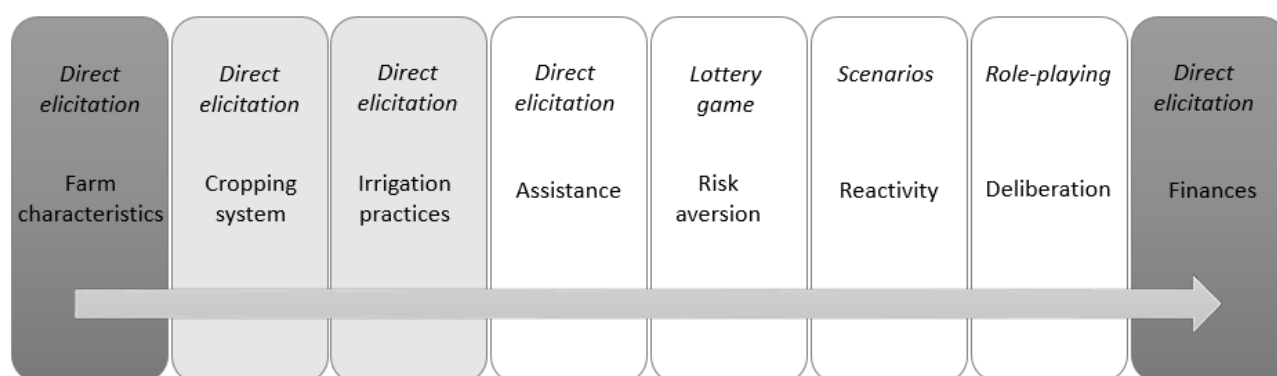 Direct
elicitation
Farm
characteristics
Direct
elicitation
Cropping
system
Direct
elicitation
Irrigation
practices
Direct
elicitation
Assistance
Lottery
game
Risk
aversion
Scenarios
Reactivity
Role-playing
Deliberation
Direct
elicitation
Finances